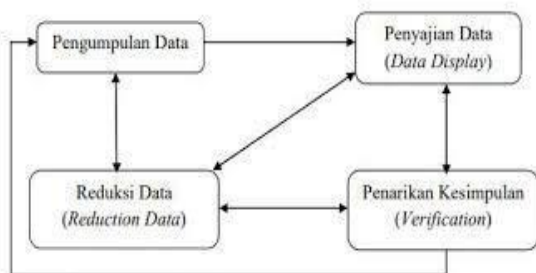 Pengumpulan Data
Penyajian Data
(Data Display)
Reduksi Data
(Reduction Data)
Penarikan Kesimpulan
(Verification)